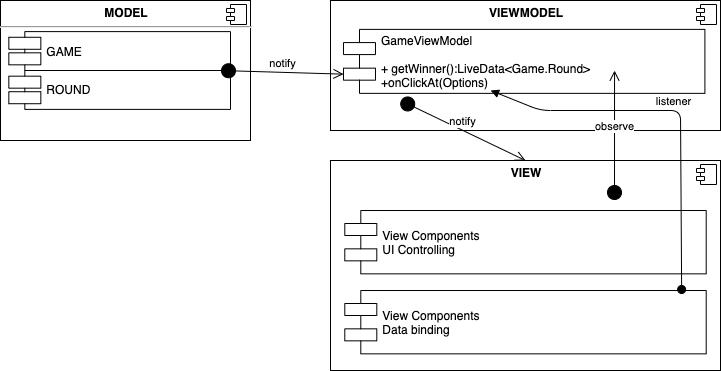 MODEL
GAME
ROUND
notify
VIEWMODEL
GameViewModel
+ getWinner():LiveData<Game.Round>
+onClickAt(Options)
listener
notify
observe
VIEW
View Components
UI Controlling
View Components
Data binding